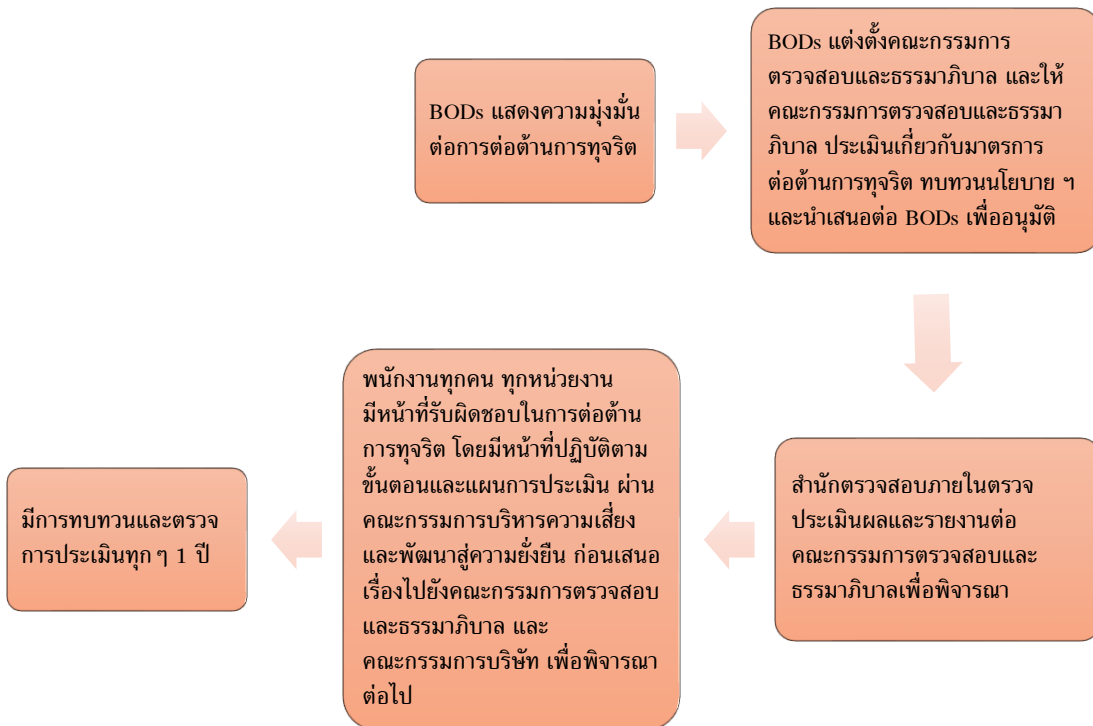 BODs แสดงความมุ่งมั่น
ต่อการต่อต้านการทุจริต
BODs แต่งตั้งคณะกรรมการ
ตรวจสอบและธรรมาภิบาล และให้
คณะกรรมการตรวจสอบและธรรมา
ภิบาล ประเมินเกี่ยวกับมาตรการ
ต่อต้านการทุจริต ทบทวนนโยบาย ฯ
และนำเสนอต่อ BODs เพื่ออนุมัติ
สำนักตรวจสอบภายในตรวจ
ประเมินผลและรายงานต่อ
คณะกรรมการตรวจสอบและ
ธรรมาภิบาลเพื่อพิจารณา
พนักงานทุกคน ทุกหน่วยงาน
มีหน้าที่รับผิดชอบในการต่อต้าน
การทุจริต โดยมีหน้าที่ปฏิบัติตาม
ขั้นตอนและแผนการประเมิน ผ่าน
คณะกรรมการบริหารความเสี่ยง
และพัฒนาสู่ความยั่งยืน ก่อนเสนอ
เรื่องไปยังคณะกรรมการตรวจสอบ
และธรรมาภิบาล และ
คณะกรรมการบริษัท เพื่อพิจารณา
ต่อไป
มีการทบทวนและตรวจ
การประเมินทุก ๆ 1 ปี